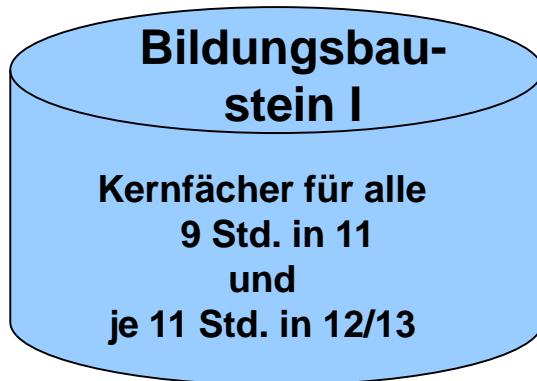 Bildungsbau-
stein I
Kernfächer für alle
9 Std. in 11
und
je 11 Std. in 12/13